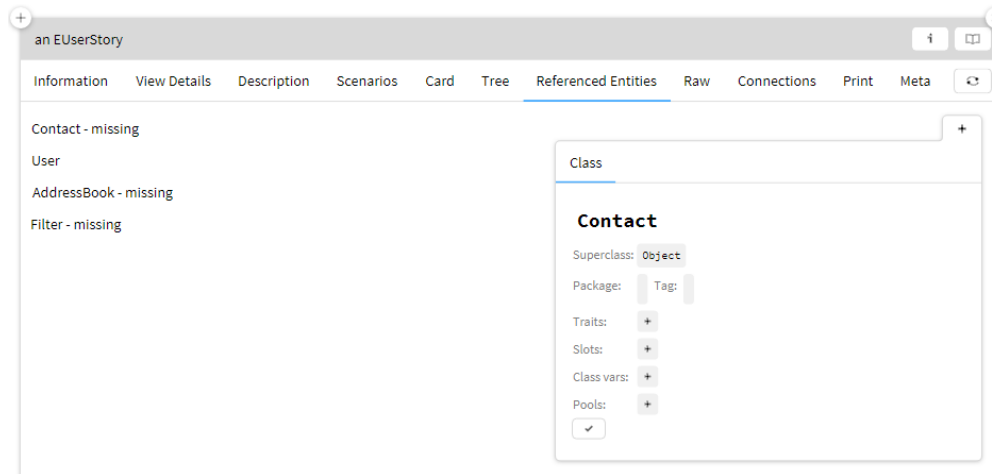 an EUserStory
i
Information View Details Description Scenarios Card Tree Referenced Entities Raw Connections Print Meta
Contact - missing
User
AddressBook - missing
Filter - missing
+
Class
Contact
Superclass: Object
Package: Tag:
Traits: +
Slots: +
Class vars: +
Pools: +